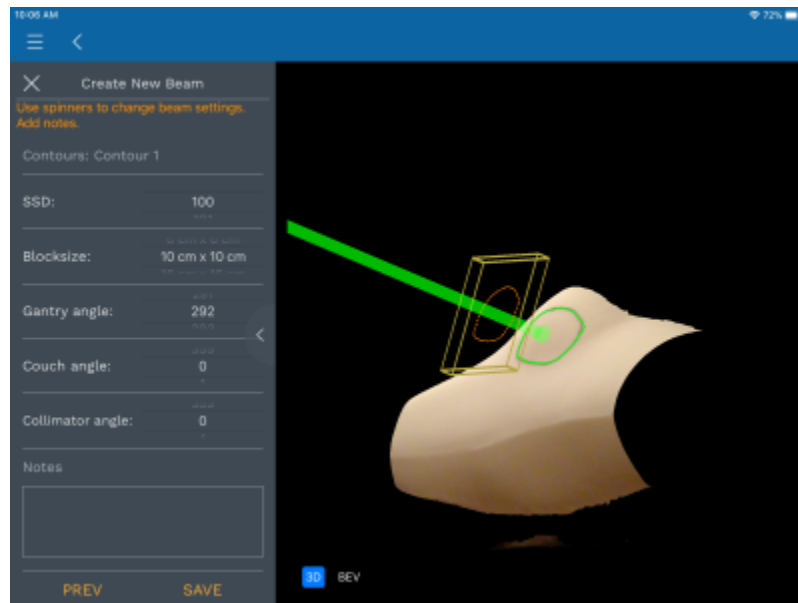 10:06 AM
72%
Create New Beam
Use spinners to change beam settings.
Add notes.
Contours: Contour 1
SSD:
100
Blocksize:
10 cm x 10 cm
Gantry angle:
292
Couch angle:
0
Collimator angle:
0
Notes
PREV SAVE
3D BEV